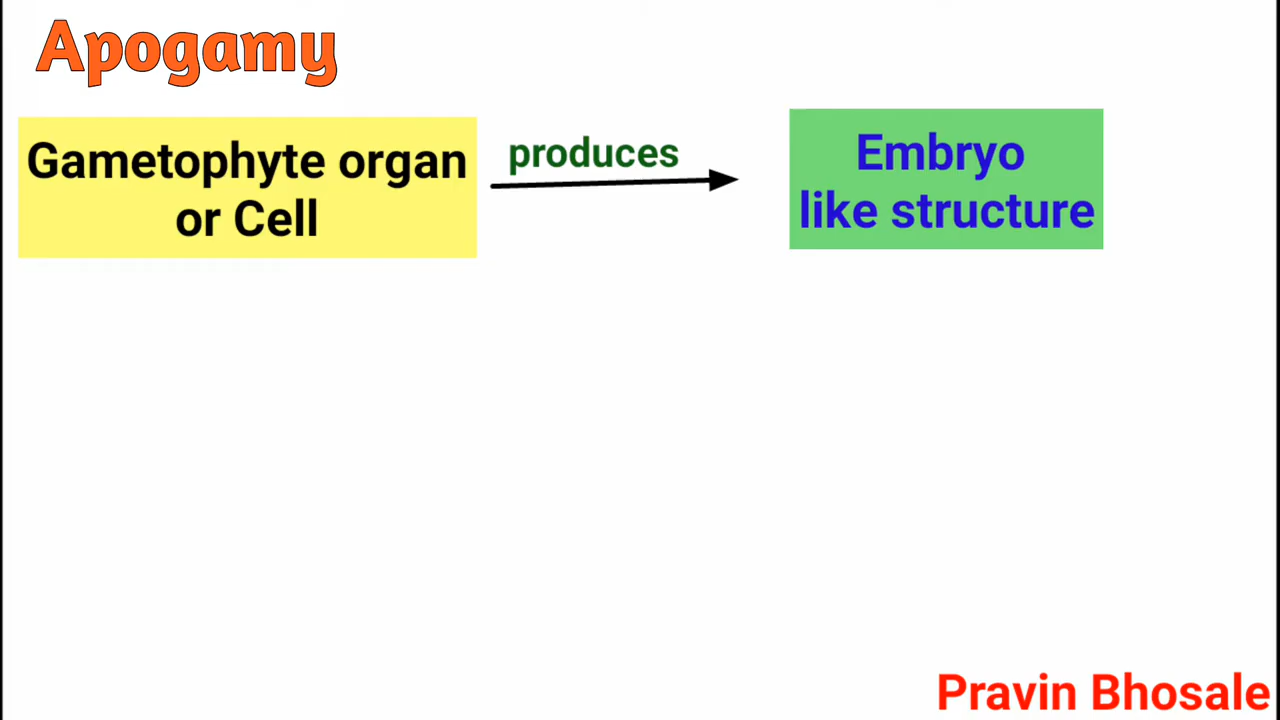 Apogamy
Gametophyte organ
or Cell
produces
Embryo
like structure
Pravin Bhosale